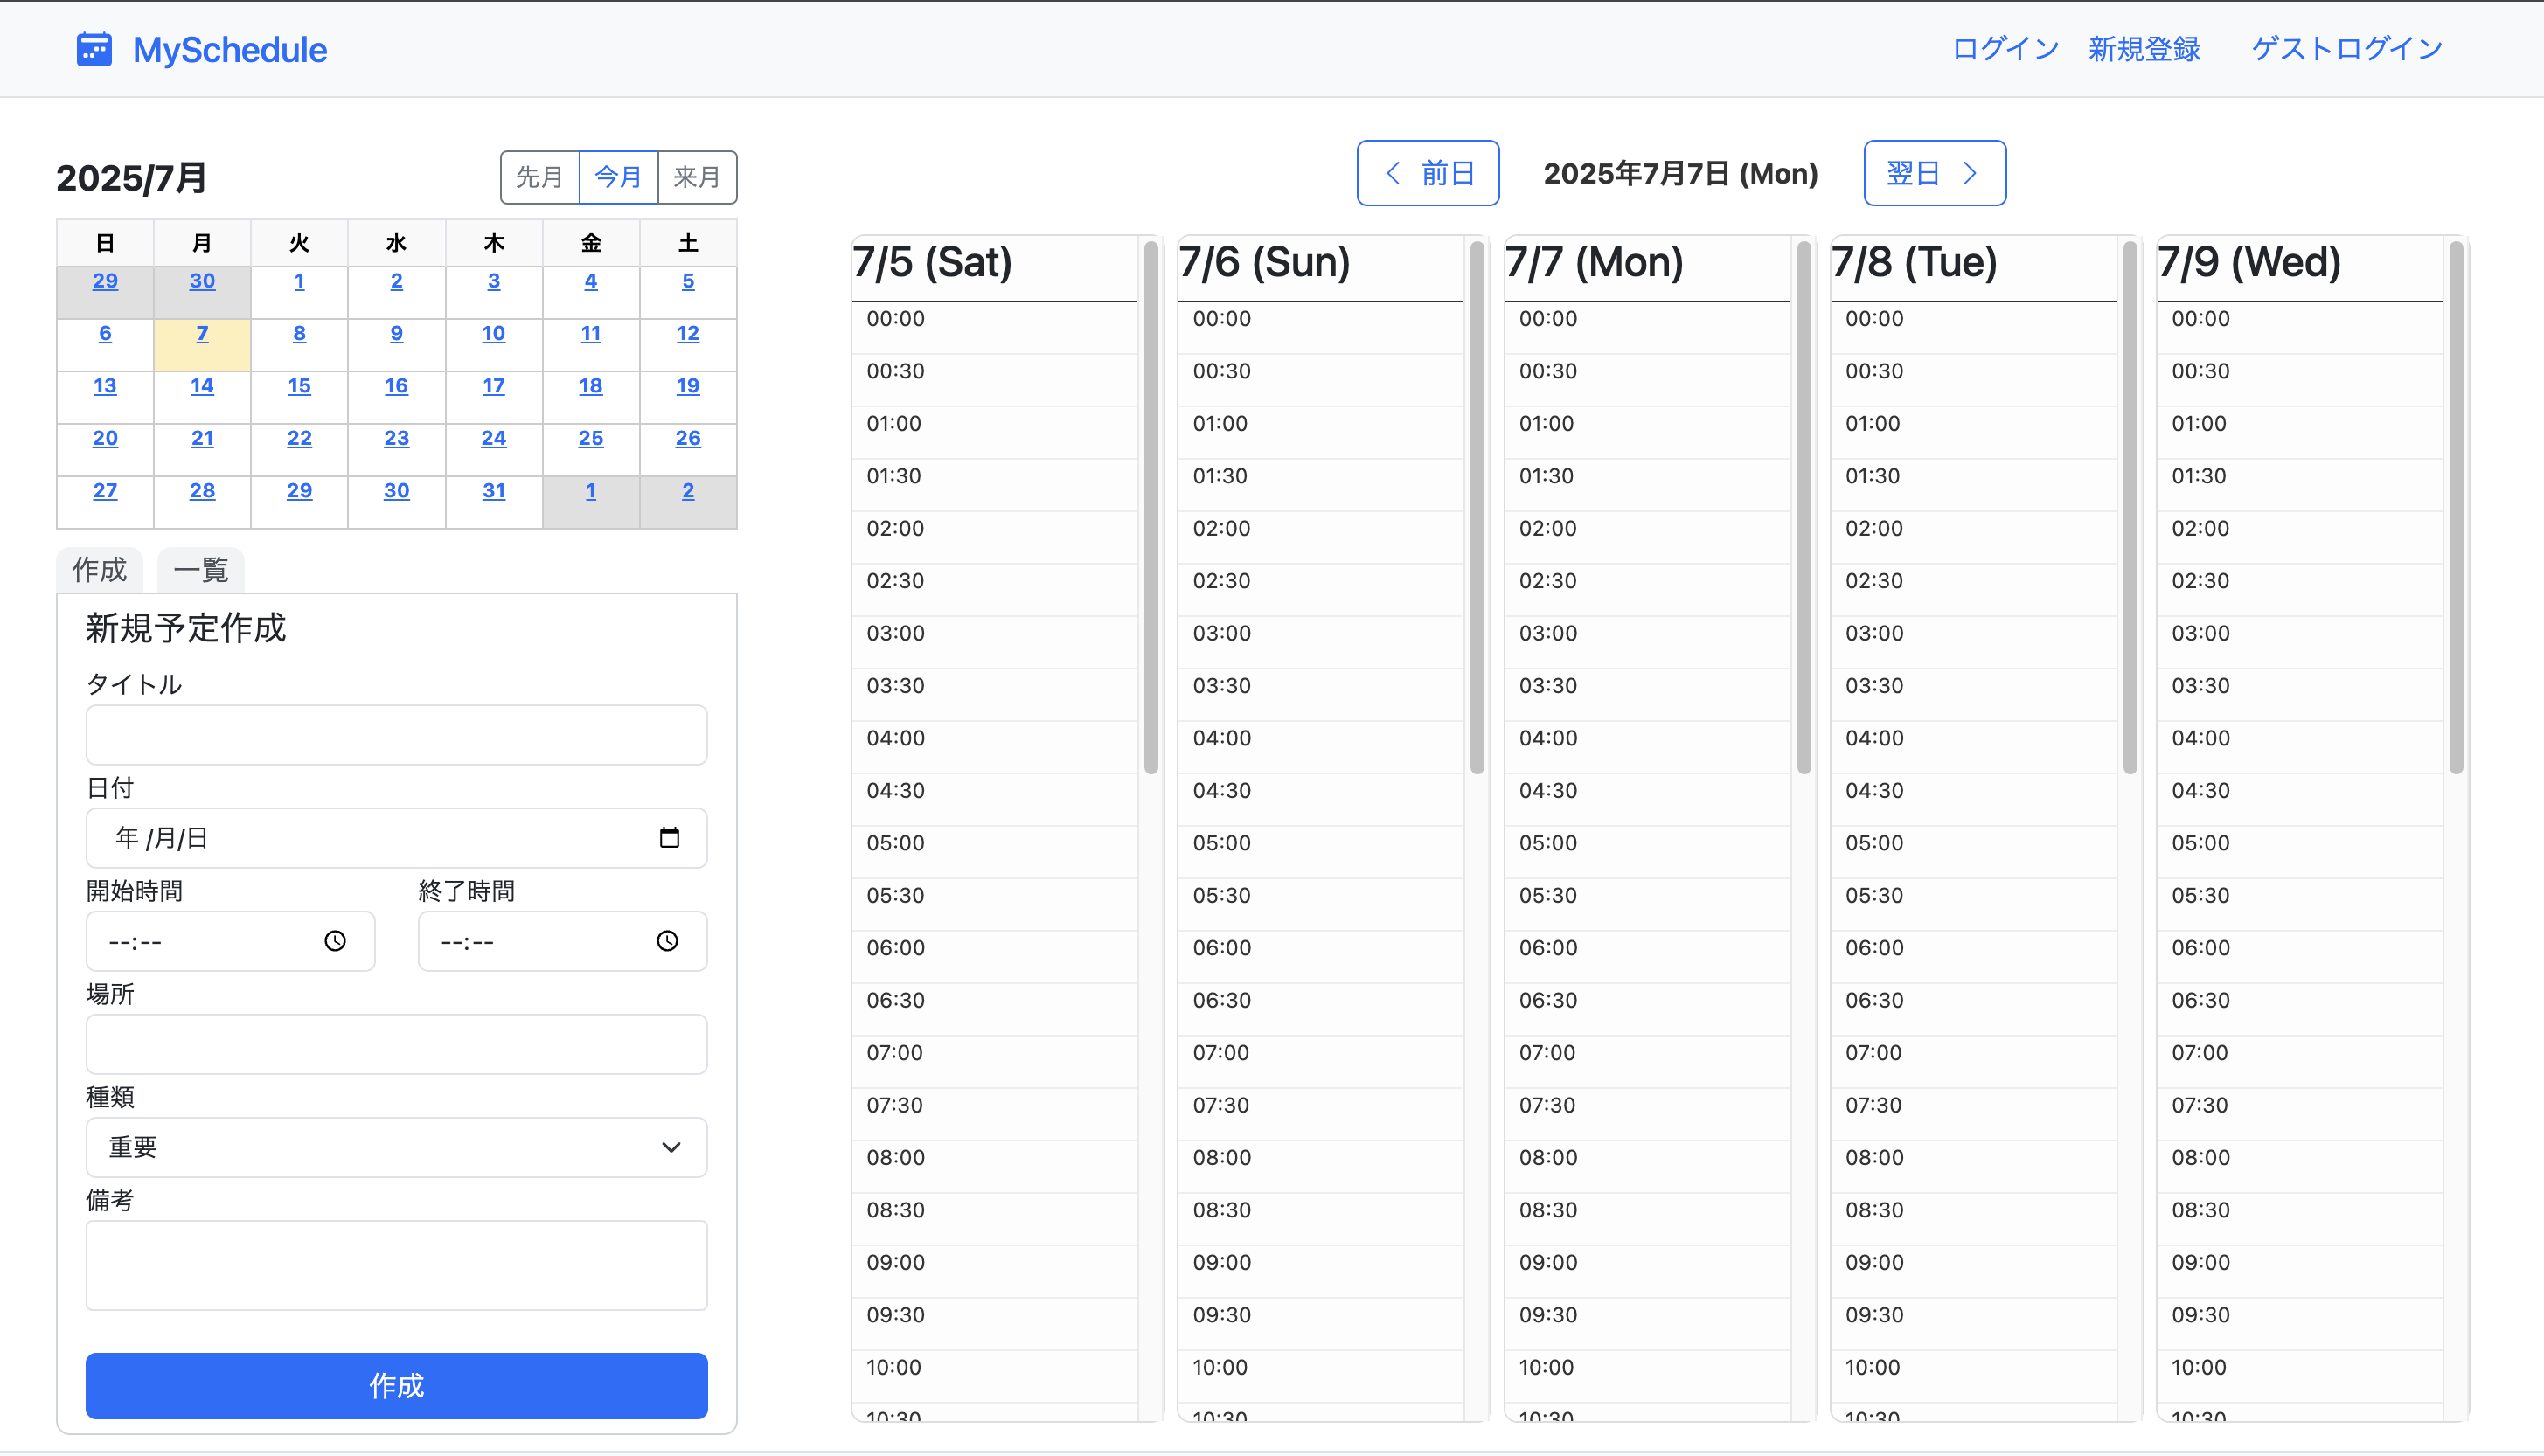 MySchedule
ログイン 新規登録 ゲストログイン
2025/7月
先月 今月 来月
日 月 火 水 木 金 土
29 30 1 2 3 4 5
6 7 8 9 10 11 12
13 14 15 16 17 18 19
20 21 22 23 24 25 26
27 28 29 30 31 1 2
作成 一覧
新規予定作成
タイトル
日付
年 /月/日
開始時間 終了時間
--:-- --:--
場所
種類
重要
備考
作成
前日 2025年7月7日 (Mon) 翌日
7/5 (Sat) 7/6 (Sun) 7/7 (Mon) 7/8 (Tue) 7/9 (Wed)
00:00 00:00 00:00 00:00 00:00
00:30 00:30 00:30 00:30 00:30
01:00 01:00 01:00 01:00 01:00
01:30 01:30 01:30 01:30 01:30
02:00 02:00 02:00 02:00 02:00
02:30 02:30 02:30 02:30 02:30
03:00 03:00 03:00 03:00 03:00
03:30 03:30 03:30 03:30 03:30
04:00 04:00 04:00 04:00 04:00
04:30 04:30 04:30 04:30 04:30
05:00 05:00 05:00 05:00 05:00
05:30 05:30 05:30 05:30 05:30
06:00 06:00 06:00 06:00 06:00
06:30 06:30 06:30 06:30 06:30
07:00 07:00 07:00 07:00 07:00
07:30 07:30 07:30 07:30 07:30
08:00 08:00 08:00 08:00 08:00
08:30 08:30 08:30 08:30 08:30
09:00 09:00 09:00 09:00 09:00
09:30 09:30 09:30 09:30 09:30
10:00 10:00 10:00 10:00 10:00
10:30 10:30 10:30 10:30 10:30